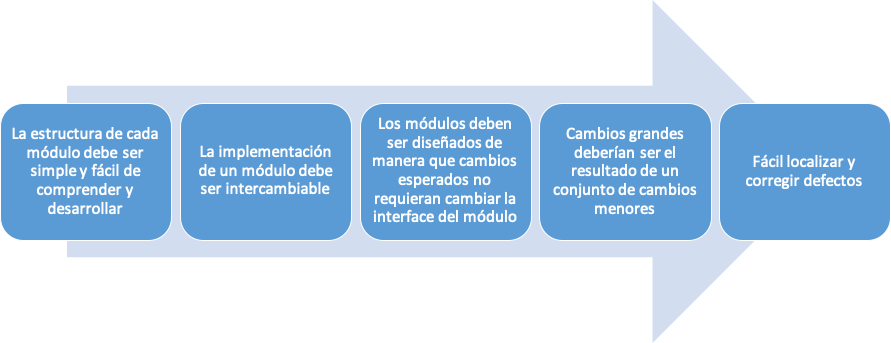 La estructura de cada
módulo debe ser
simple y fácil de
comprender y
desarrollar
La implementación
de un módulo debe
ser intercambiable
Los módulos deben
ser diseñados de
manera que cambios
esperados no
requieran cambiar la
interface del módulo
Cambios grandes
deberían ser el
resultado de un
conjunto de cambios
menores
Fácil localizar y
corregir defectos